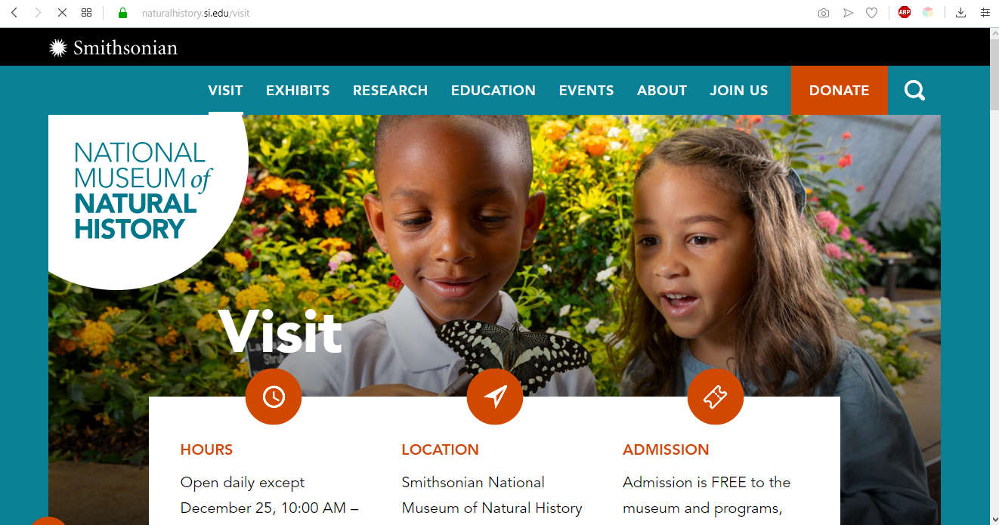 naturalhistory.si.edu/visit
ABP
Smithsonian
VISIT EXHIBITS RESEARCH EDUCATION EVENTS ABOUT JOIN US DONATE
NATIONAL
MUSEUM of
NATURAL
HISTORY
Visit
HOURS
Open daily except
December 25, 10:00 AM –
LOCATION
Smithsonian National
Museum of Natural History
ADMISSION
Admission is FREE to the
museum and programs,